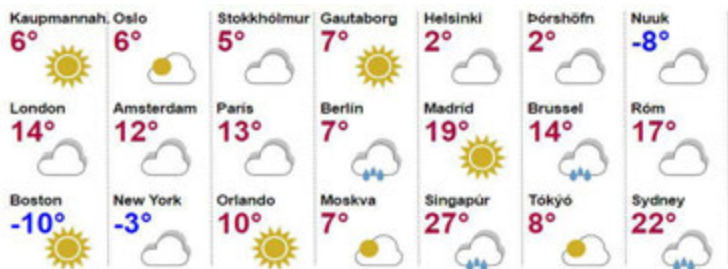 Kaupmannah. Oslo Stokkhólmur Gautaborg Helsinki Þórshöfn Nuuk
6° 6° 5° 7° 2° 2° -8°
London Amsterdam París Berlín Madríd Brussel Róm
14° 12° 13° 7° 19° 14° 17°
Boston New York Orlando Moskva Singapúr Tókýó Sydney
-10° -3° 10° 7° 27° 8° 22°